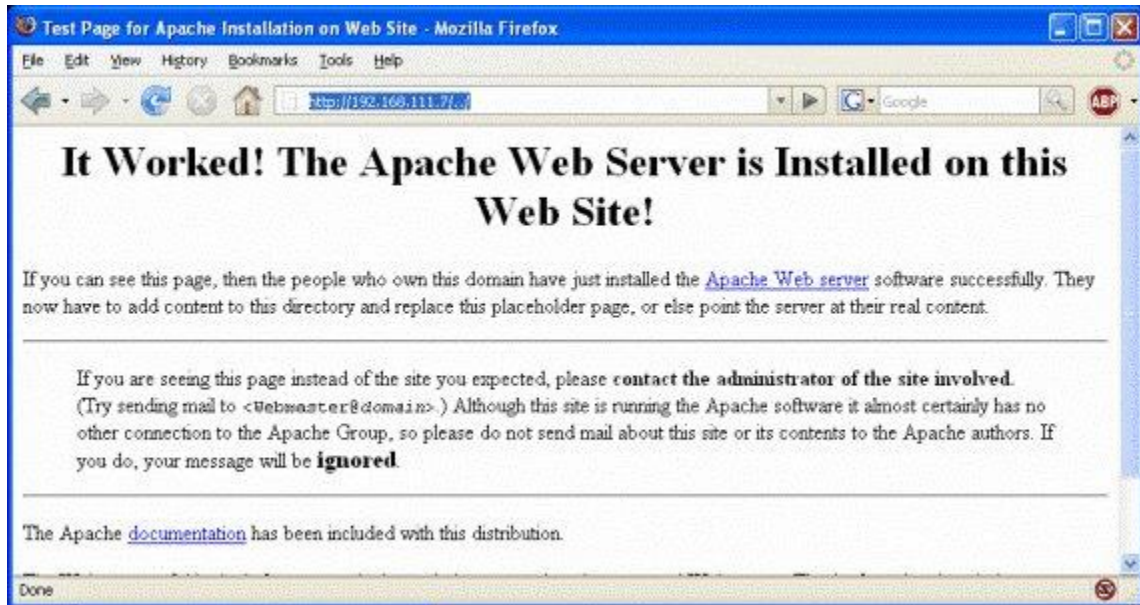 Test Page for Apache Installation on Web Site - Mozilla Firefox
File Edit View History Bookmarks Tools Help
http://192.168.111.7/../
Google
ABP
It Worked! The Apache Web Server is Installed on this
Web Site!
If you can see this page, then the people who own this domain have just installed the Apache Web server software successfully. They
now have to add content to this directory and replace this placeholder page, or else point the server at their real content.
If you are seeing this page instead of the site you expected, please contact the administrator of the site involved.
(Try sending mail to <Webmaster@domain>.) Although this site is running the Apache software it almost certainly has no
other connection to the Apache Group, so please do not send mail about this site or its contents to the Apache authors. If
you do, your message will be ignored.
The Apache documentation has been included with this distribution.
Done